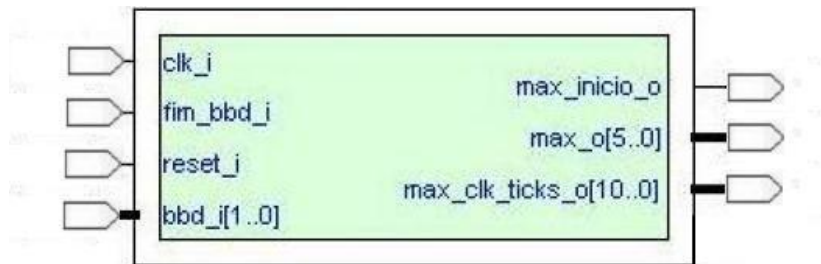 clk_i
fim_bbd_i
reset_i
bbd_i[1..0]
max_inicio_o
max_o[5..0]
max_clk_ticks_o[10..0]